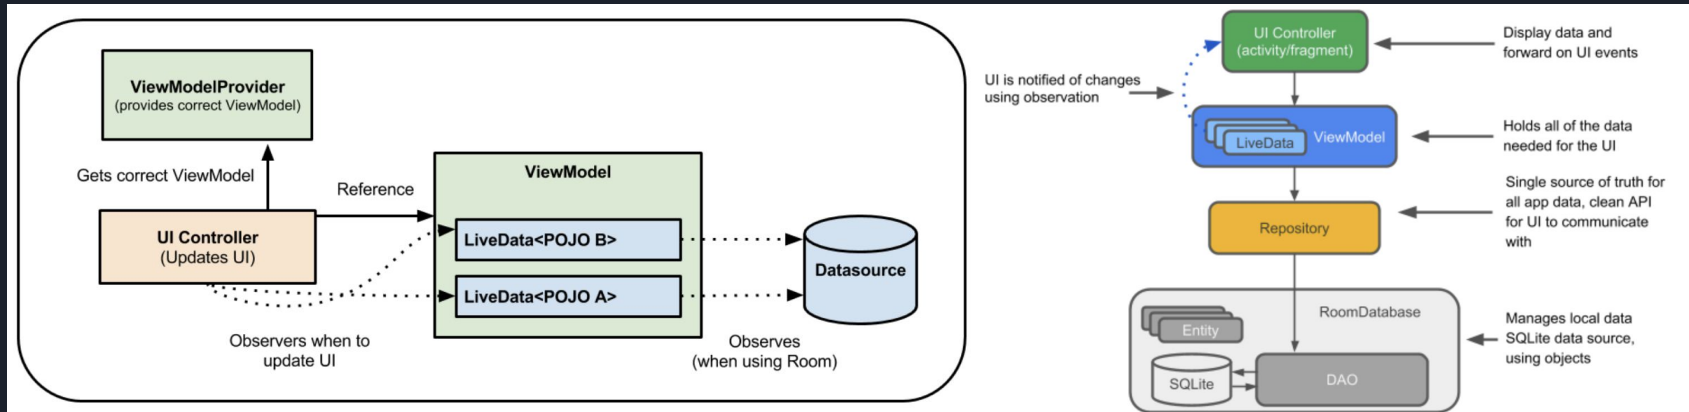 ViewModelProvider
(provides correct ViewModel)
Gets correct ViewModel
Reference
UI Controller
(Updates UI)
ViewModel
LiveData<POJO B>
LiveData<POJO A>
Datasource
Observers when to
update UI
Observes
(when using Room)
UI Controller
(activity/fragment)
Display data and
forward on UI events
UI is notified of changes
using observation
LiveData
ViewModel
Holds all of the data
needed for the UI
Repository
Single source of truth for
all app data, clean API
for UI to communicate
with
RoomDatabase
Entity
SQLite
DAO
Manages local data
SQLite data source,
using objects